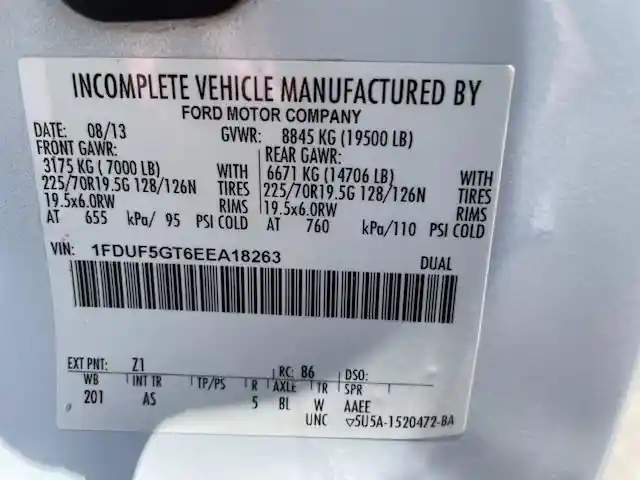 INCOMPLETE VEHICLE MANUFACTURED BY
FORD MOTOR COMPANY
DATE: 08/13 GVWR: 8845 KG (19500 LB)
FRONT GAWR: REAR GAWR:
3175 KG (7000 LB) WITH 6671 KG (14706 LB) WITH
225/70R19.5G 128/126N TIRES 225/70R19.5G 128/126N TIRES
19.5x6.0RW RIMS 19.5x6.0RW RIMS
AT 655 kPa/ 95 PSI COLD AT 760 kPa/110 PSI COLD
VIN: 1FDUF5GT6EEA18263 DUAL
EXT PNT: Z1 RC: 86 DSO:
WB INT TR TP/PS R AXLE TR SPR
201 AS 5 8L W AAEE
UNC ▽5U5A-1520472-BA